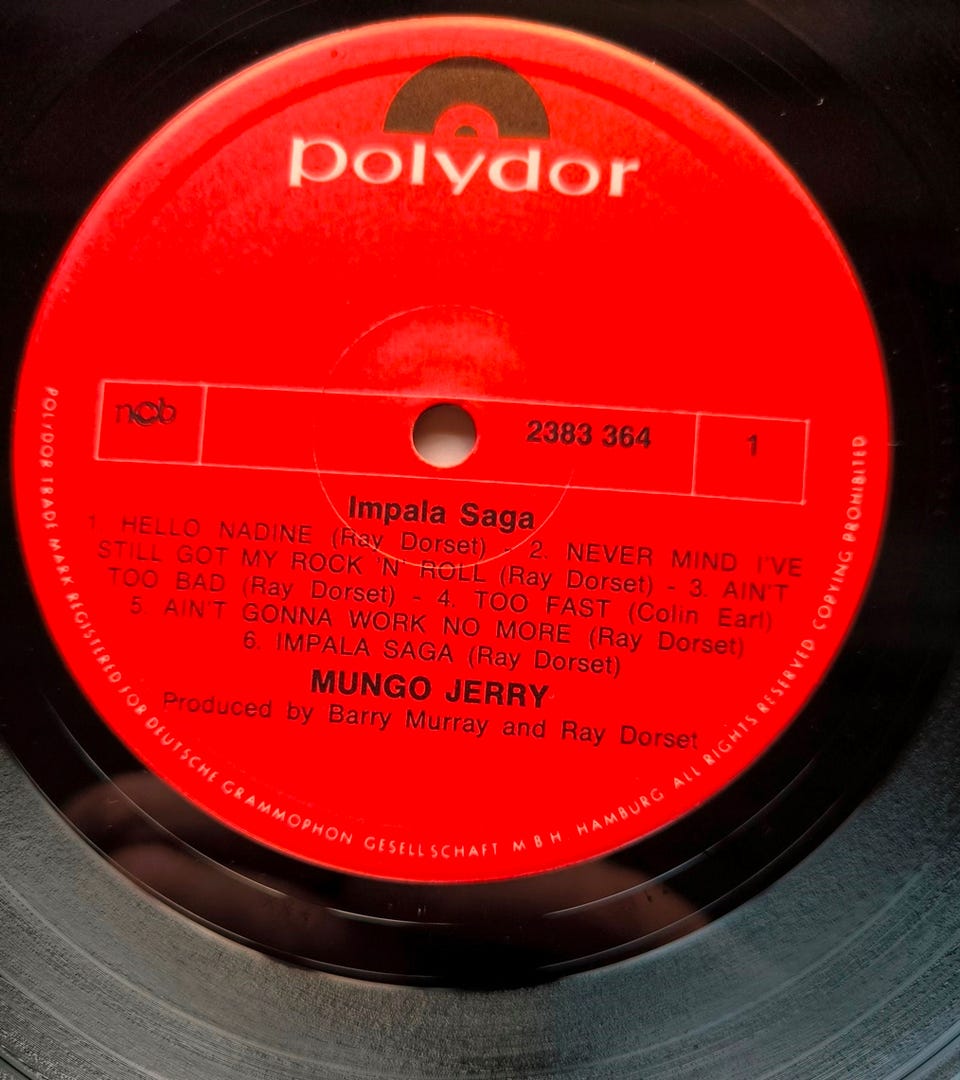 polydor
ncb 2383 364 1
Impala Saga
1. HELLO NADINE (Ray Dorset) - 2. NEVER MIND I'VE
STILL GOT MY ROCK 'N' ROLL (Ray Dorset) - 3. AIN'T
TOO BAD (Ray Dorset) - 4. TOO FAST (Colin Earl)
5. AIN'T GONNA WORK NO MORE (Ray Dorset)
6. IMPALA SAGA (Ray Dorset)
MUNGO JERRY
Produced by Barry Murray and Ray Dorset
POLYDOR TRADE MARK REGISTERED FOR DEUTSCHE GRAMMOPHON GESELLSCHAFT M B H HAMBURG ALL RIGHTS RESERVED COPYING PROHIBITED